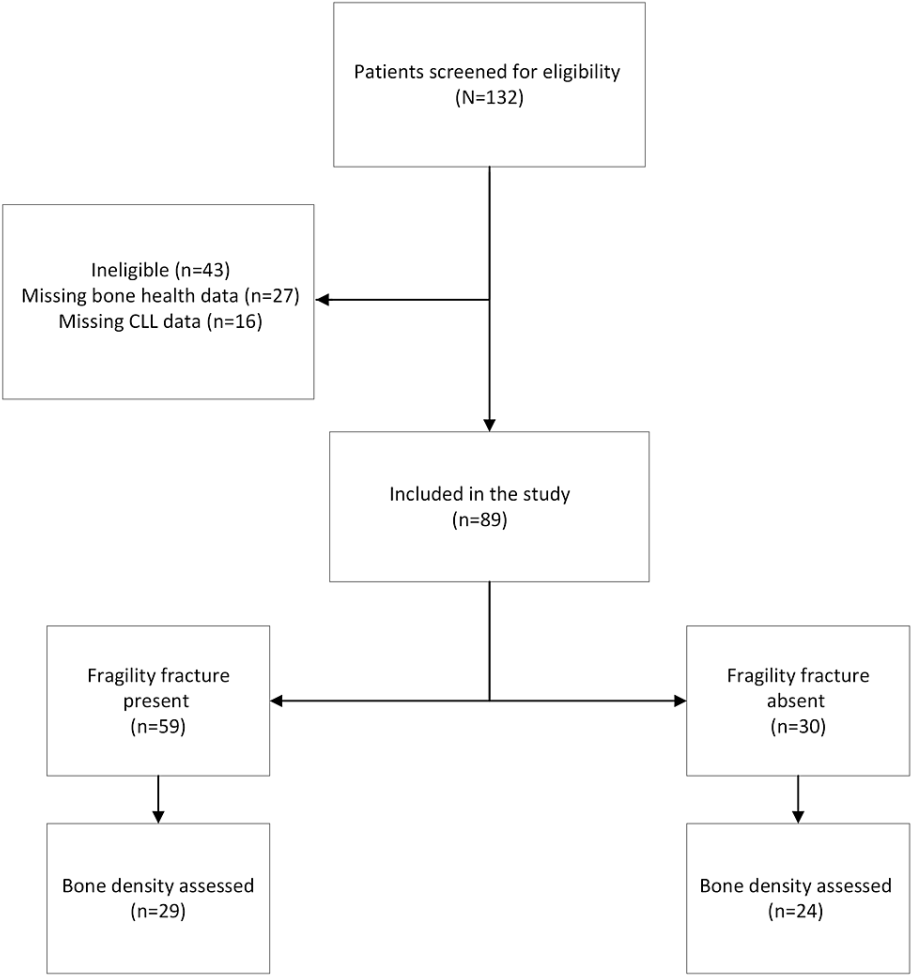 Patients screened for eligibility
(N=132)
Ineligible (n=43)
Missing bone health data (n=27)
Missing CLL data (n=16)
Included in the study
(n=89)
Fragility fracture
present
(n=59)
Fragility fracture
absent
(n=30)
Bone density assessed
(n=29)
Bone density assessed
(n=24)